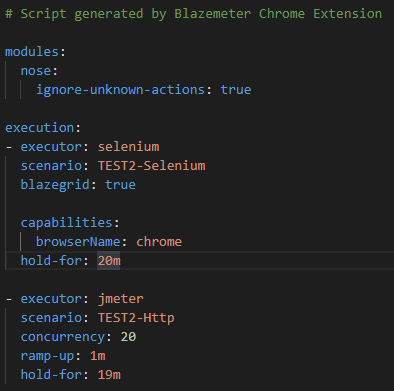 # Script generated by Blazemeter Chrome Extension
modules:
  nose:
    ignore-unknown-actions: true
execution:
- executor: selenium
  scenario: TEST2-Selenium
  blazegrid: true
  capabilities:
    browserName: chrome
  hold-for: 20m
- executor: jmeter
  scenario: TEST2-Http
  concurrency: 20
  ramp-up: 1m
  hold-for: 19m